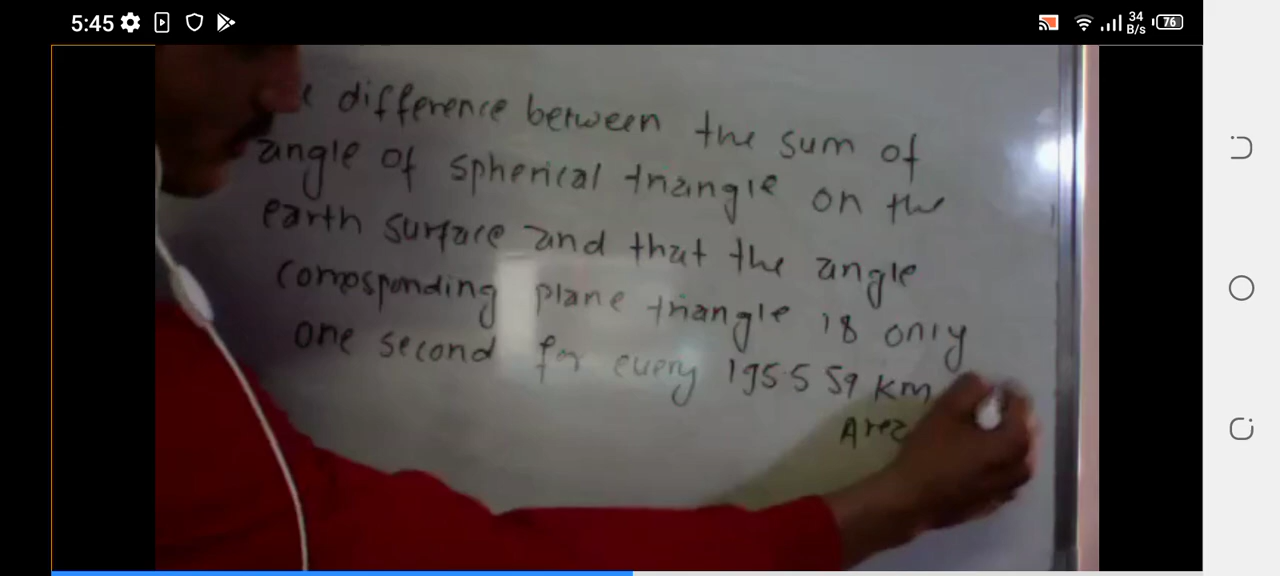 5:45
34
B/s
76
difference between the sum of
angle of spherical triangle on the
earth surface and that the angle
corrosponding plane triangle is only
one second for every 195.5 59 km
Area